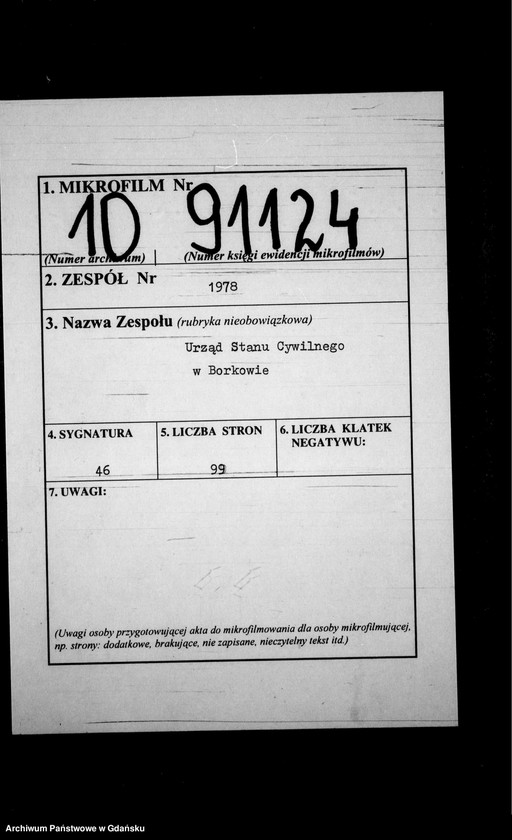 1. MIKROFILM Nr
10 91124
(Numer archiwum) (Numer księgi ewidencji mikrofilmów)
2. ZESPÓŁ Nr
1978
3. Nazwa Zespołu (rubryka nieobowiązkowa)
Urząd Stanu Cywilnego
w Borkowie
4. SYGNATURA
46
5. LICZBA STRON
99
6. LICZBA KLATEK
NEGATYWU:
7. UWAGI:
(Uwagi osoby przygotowującej akta do mikrofilmowania dla osoby mikrofilmującej,
np. strony: dodatkowe, brakujące, nie zapisane, nieczytelny tekst itd.)
Archiwum Państwowe w Gdańsku